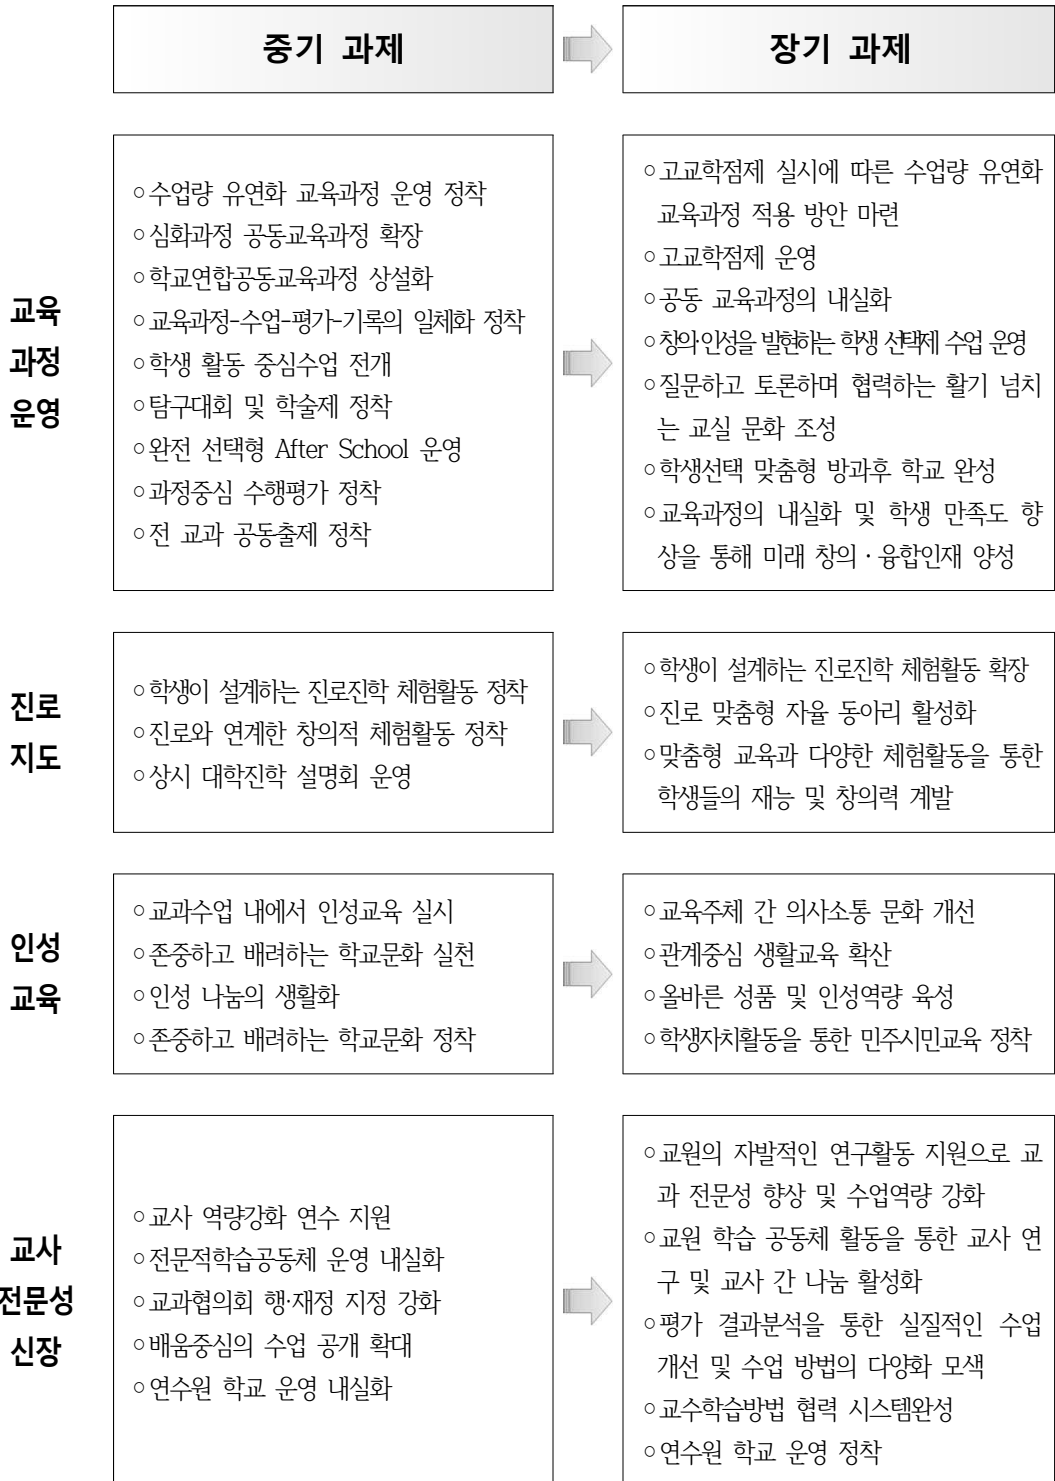 중기 과제
장기 과제
교육
과정
운영
◦수업량 유연화 교육과정 운영 정착
◦심화과정 공동교육과정 확장
◦학교연합공동교육과정 상설화
◦교육과정-수업-평가-기록의 일체화 정착
◦학생 활동 중심수업 전개
◦탐구대회 및 학술제 정착
◦완전 선택형 After School 운영
◦과정중심 수행평가 정착
◦전 교과 공동출제 정착
◦고교학점제 실시에 따른 수업량 유연화
교육과정 적용 방안 마련
◦고교학점제 운영
◦공동 교육과정의 내실화
◦창의·인성을 발현하는 학생 선택제 수업 운영
◦질문하고 토론하며 협력하는 활기 넘치
는 교실 문화 조성
◦학생선택 맞춤형 방과후 학교 완성
◦교육과정의 내실화 및 학생 만족도 향
상을 통해 미래 창의·융합인재 양성
진로
지도
◦학생이 설계하는 진로진학 체험활동 정착
◦진로와 연계한 창의적 체험활동 정착
◦상시 대학진학 설명회 운영
◦학생이 설계하는 진로진학 체험활동 확장
◦진로 맞춤형 자율 동아리 활성화
◦맞춤형 교육과 다양한 체험활동을 통한
학생들의 재능 및 창의력 계발
인성
교육
◦교과수업 내에서 인성교육 실시
◦존중하고 배려하는 학교문화 실천
◦인성 나눔의 생활화
◦존중하고 배려하는 학교문화 정착
◦교육주체 간 의사소통 문화 개선
◦관계중심 생활교육 확산
◦올바른 성품 및 인성역량 육성
◦학생자치활동을 통한 민주시민교육 정착
교사
전문성
신장
◦교사 역량강화 연수 지원
◦전문적학습공동체 운영 내실화
◦교과협의회 행·재정 지정 강화
◦배움중심의 수업 공개 확대
◦연수원 학교 운영 내실화
◦교원의 자발적인 연구활동 지원으로 교
과 전문성 향상 및 수업역량 강화
◦교원 학습 공동체 활동을 통한 교사 연
구 및 교사 간 나눔 활성화
◦평가 결과분석을 통한 실질적인 수업
개선 및 수업 방법의 다양화 모색
◦교수학습방법 협력 시스템완성
◦연수원 학교 운영 정착